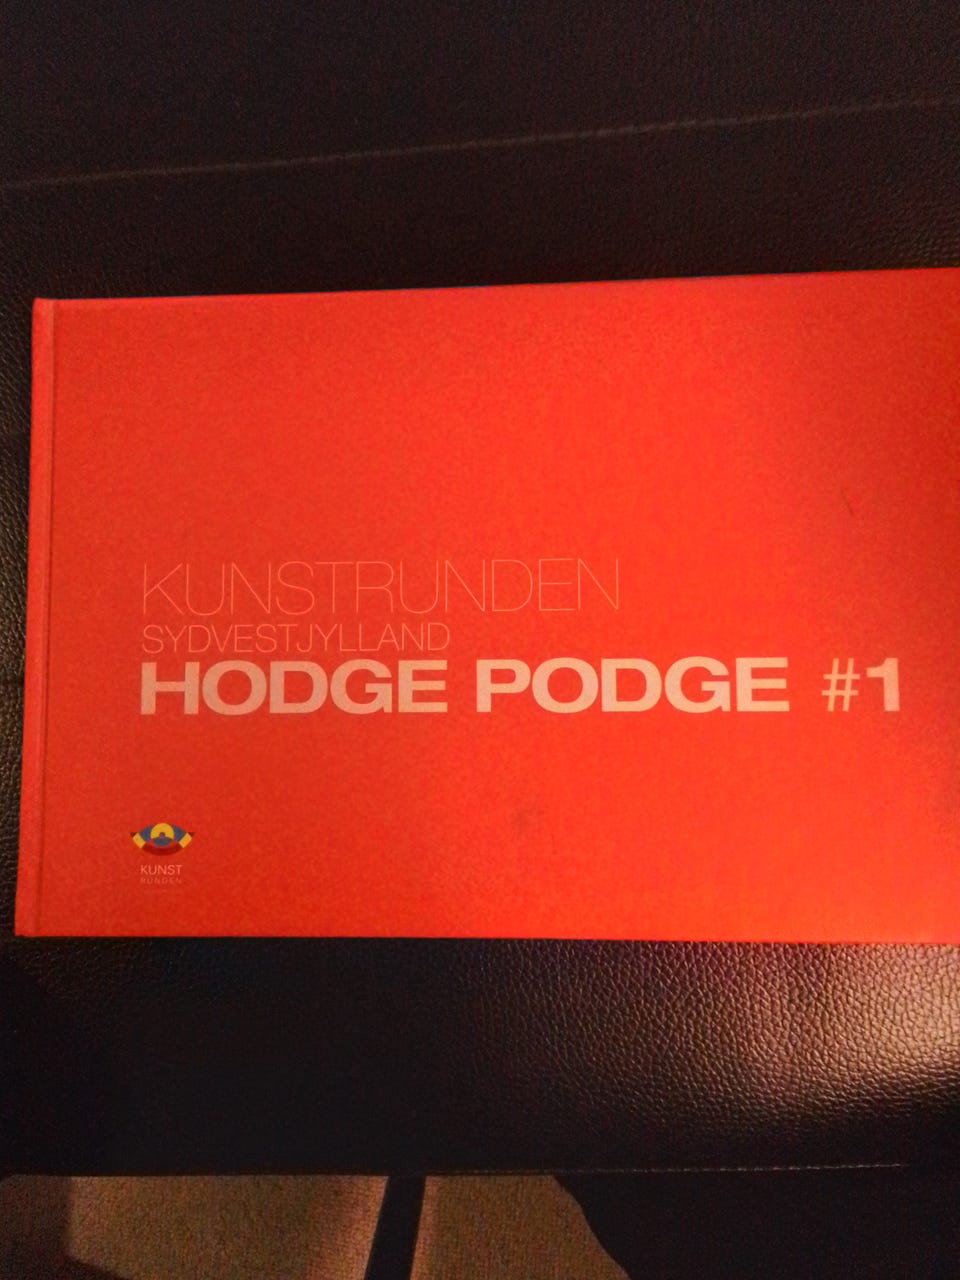 KUNSTRUNDEN
SYDVESTJYLLAND
HODGE PODGE #1
KUNST
RUNDEN